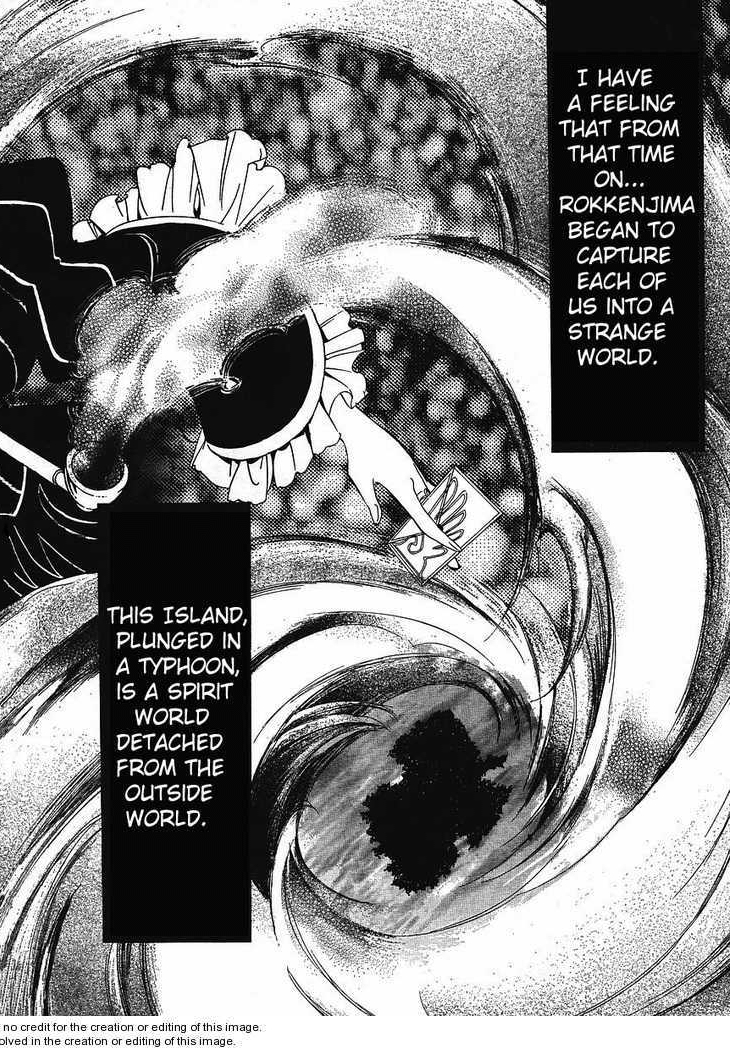 I HAVE
A FEELING
THAT FROM
THAT TIME
ON...
ROKKENJIMA
BEGAN TO
CAPTURE
EACH OF
US INTO A
STRANGE
WORLD.
THIS ISLAND,
PLUNGED IN
A TYPHOON,
IS A SPIRIT
WORLD
DETACHED
FROM THE
OUTSIDE
WORLD.
no credit for the creation or editing of this image.
olved in the creation or editing of this image.